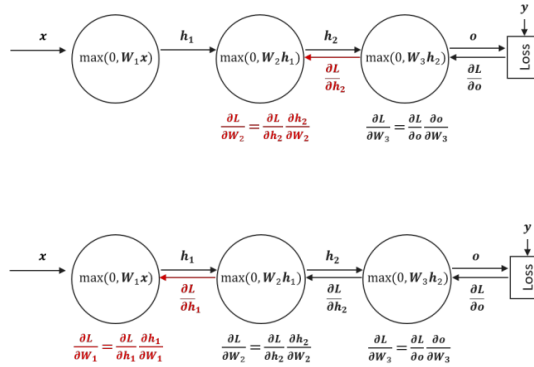 y
x h₁ h₂ o
max(0, W₁x) max(0, W₂h₁) max(0, W₃h₂) Loss
∂L/∂h₂ ∂L/∂o
∂L/∂W₂ = ∂L/∂h₂ ∂h₂/∂W₂ ∂L/∂W₃ = ∂L/∂o ∂o/∂W₃
y
x h₁ h₂ o
max(0, W₁x) max(0, W₂h₁) max(0, W₃h₂) Loss
∂L/∂h₁ ∂L/∂h₂ ∂L/∂o
∂L/∂W₁ = ∂L/∂h₁ ∂h₁/∂W₁ ∂L/∂W₂ = ∂L/∂h₂ ∂h₂/∂W₂ ∂L/∂W₃ = ∂L/∂o ∂o/∂W₃